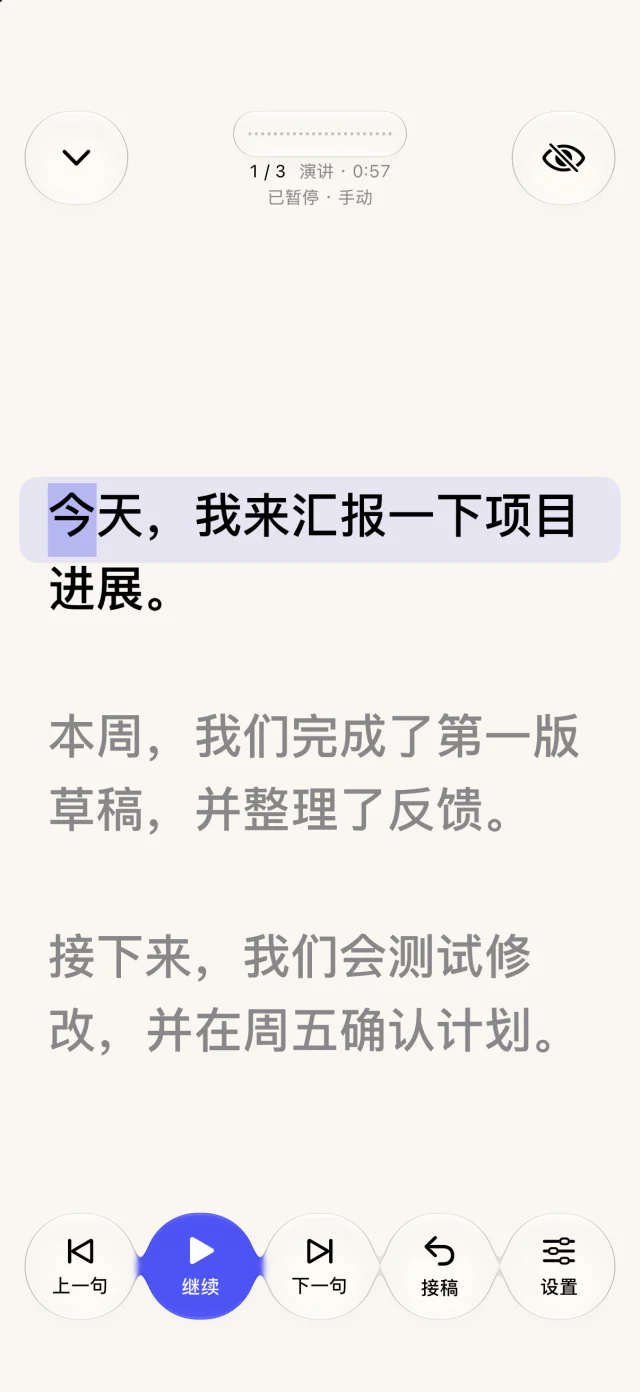 1 / 3 演讲 · 0:57
已暂停 · 手动
今天，我来汇报一下项目
进展。
本周，我们完成了第一版
草稿，并整理了反馈。
接下来，我们会测试修
改，并在周五确认计划。
上一句 继续 下一句 接稿 设置